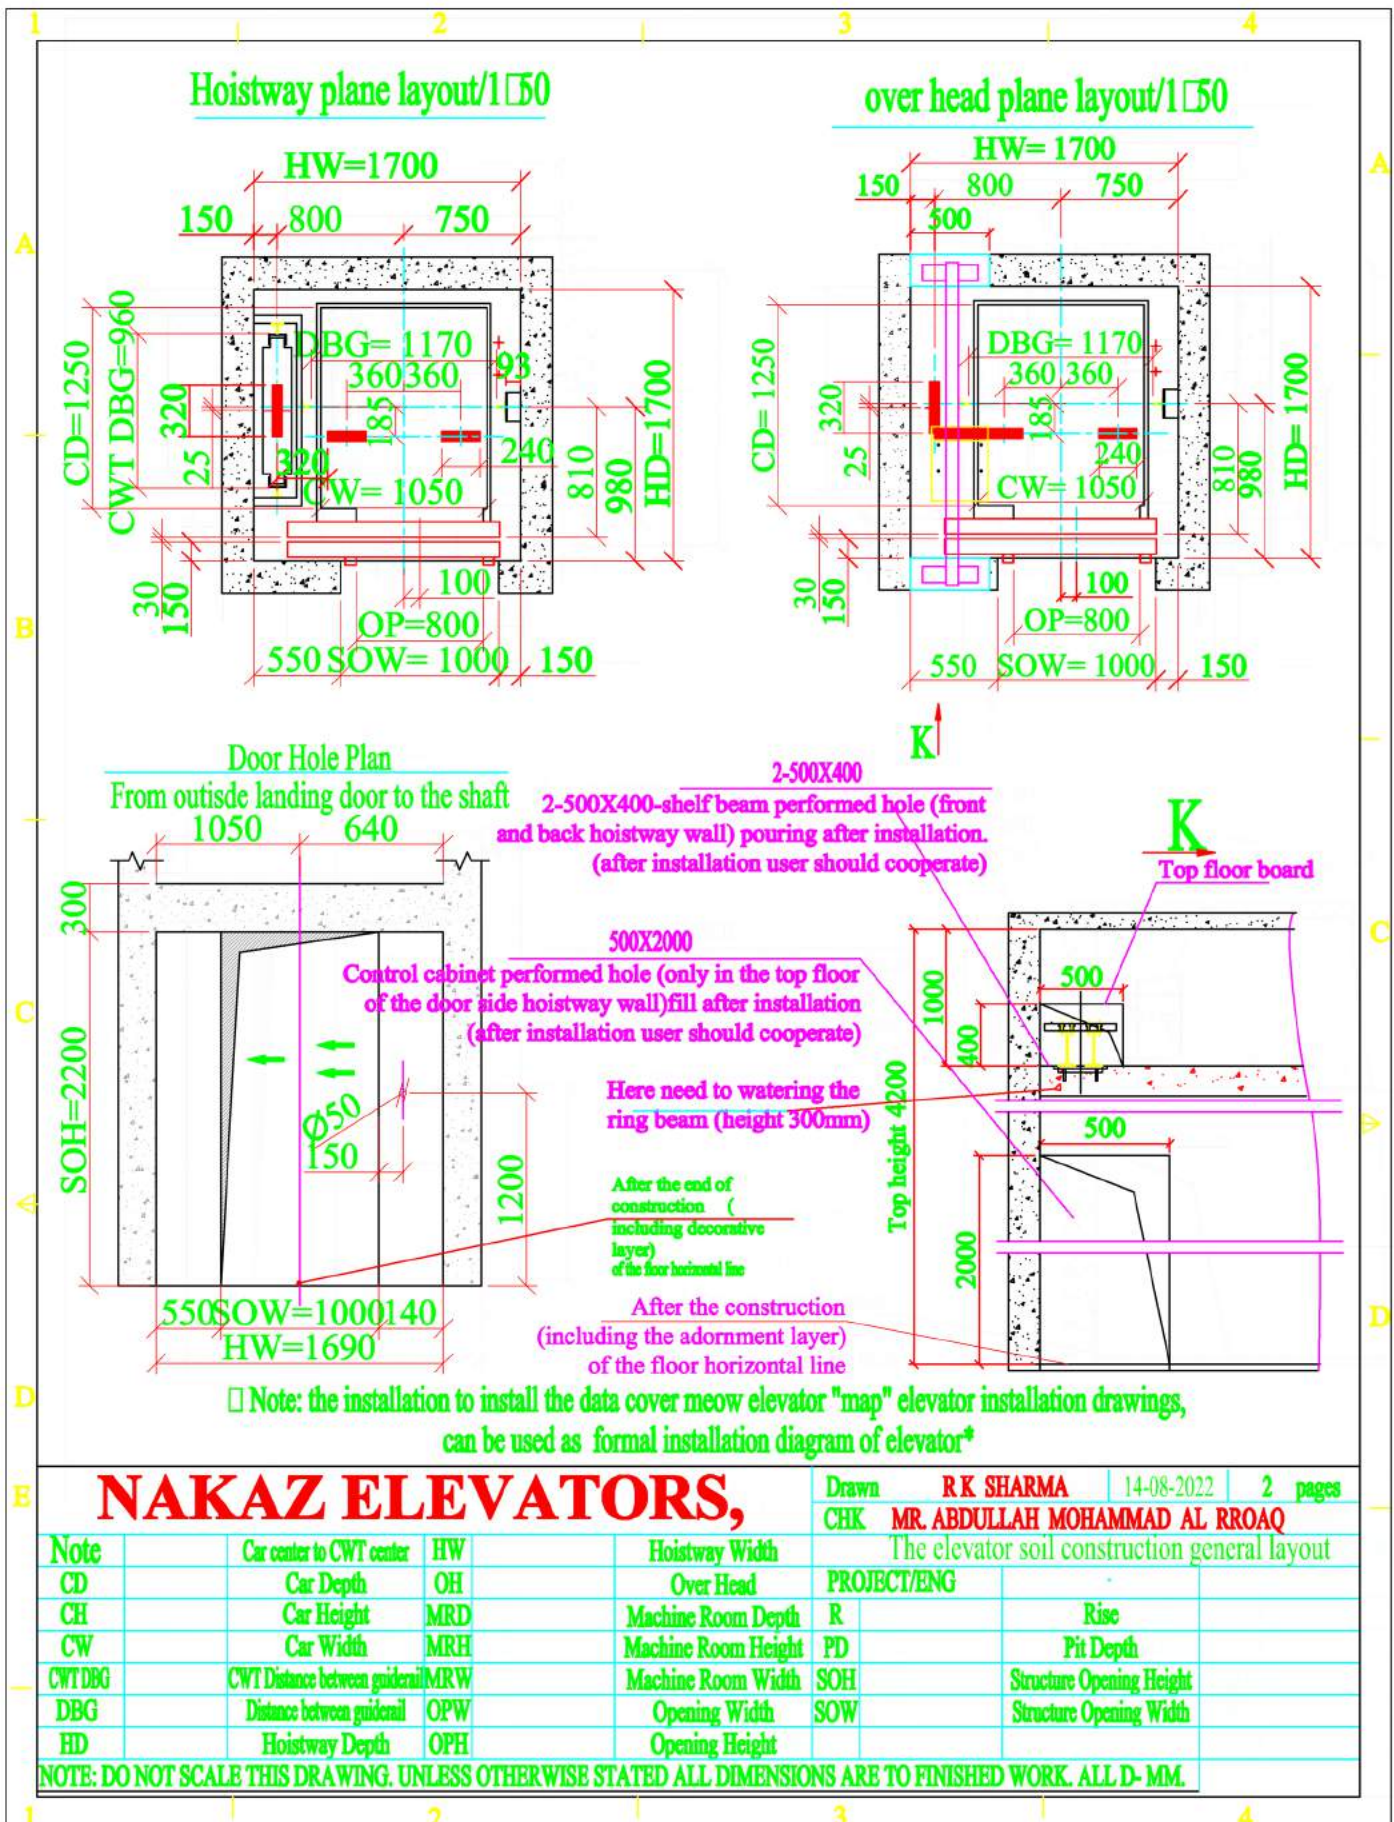 1 2 3 4
Hoistway plane layout/1□50
HW=1700
150 800 750
A
CD=1250
CWT DBG=960
320
25
DBG= 1170
360 360
93
185
320
240
CW= 1050
810
980
HD=1700
30
150
100
OP=800
550 SOW= 1000 150
B
over head plane layout/1□50
HW= 1700
150 800 750
500
A
CD= 1250
320
25
DBG= 1170
360 360
185
240
CW= 1050
810
980
HD= 1700
30
150
100
OP=800
550 SOW= 1000 150
K
Door Hole Plan
From outisde landing door to the shaft
1050 640
300
SOH=2200
C
Ø50
150
1200
550 SOW=1000 140
HW=1690
D
2-500X400
2-500X400-shelf beam performed hole (front
and back hoistway wall) pouring after installation.
(after installation user should cooperate)
500X2000
Control cabinet performed hole (only in the top floor
of the door side hoistway wall)fill after installation
(after installation user should cooperate)
Here need to watering the
ring beam (height 300mm)
After the end of
construction (
including decorative
layer)
of the floor horizontal line
After the construction
(including the adornment layer)
of the floor horizontal line
K
Top floor board
C
1000
500
400
Top height 4200
500
2000
D
□ Note: the installation to install the data cover meow elevator "map" elevator installation drawings,
can be used as formal installation diagram of elevator*
E
NAKAZ ELEVATORS,
Drawn R K SHARMA 14-08-2022 2 pages
CHK MR. ABDULLAH MOHAMMAD AL RROAQ
Note Car center to CWT center HW Hoistway Width The elevator soil construction general layout
CD Car Depth OH Over Head PROJECT/ENG
CH Car Height MRD Machine Room Depth R Rise
CW Car Width MRH Machine Room Height PD Pit Depth
CWT DBG CWT Distance between guiderail MRW Machine Room Width SOH Structure Opening Height
DBG Distance between guiderail OPW Opening Width SOW Structure Opening Width
HD Hoistway Depth OPH Opening Height
NOTE: DO NOT SCALE THIS DRAWING. UNLESS OTHERWISE STATED ALL DIMENSIONS ARE TO FINISHED WORK. ALL D- MM.
1 2 3 4